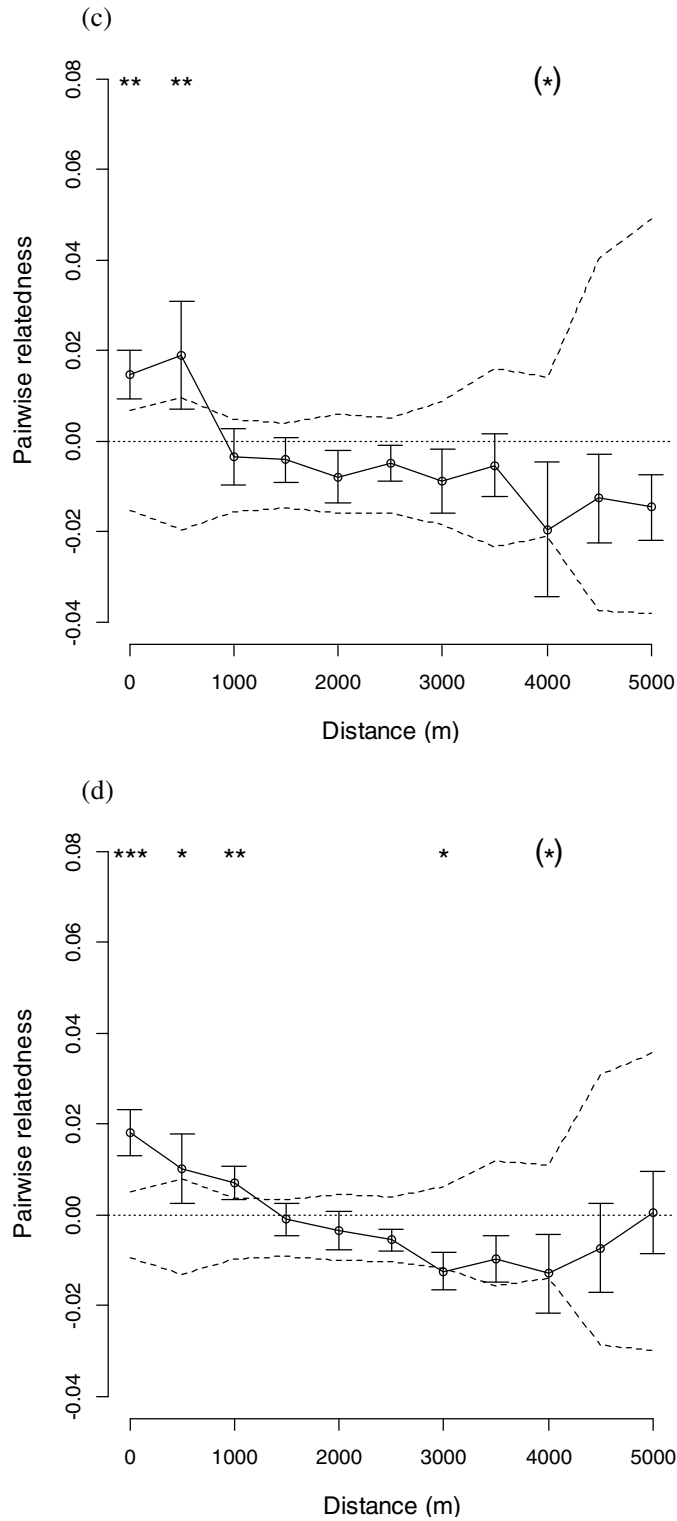 (c)
** ** (*)
0.08
0.06
0.04
0.02
0.00
-0.02
-0.04
Pairwise relatedness
0 1000 2000 3000 4000 5000
Distance (m)
(d)
*** * ** * (*)
0.08
0.06
0.04
0.02
0.00
-0.02
-0.04
Pairwise relatedness
0 1000 2000 3000 4000 5000
Distance (m)